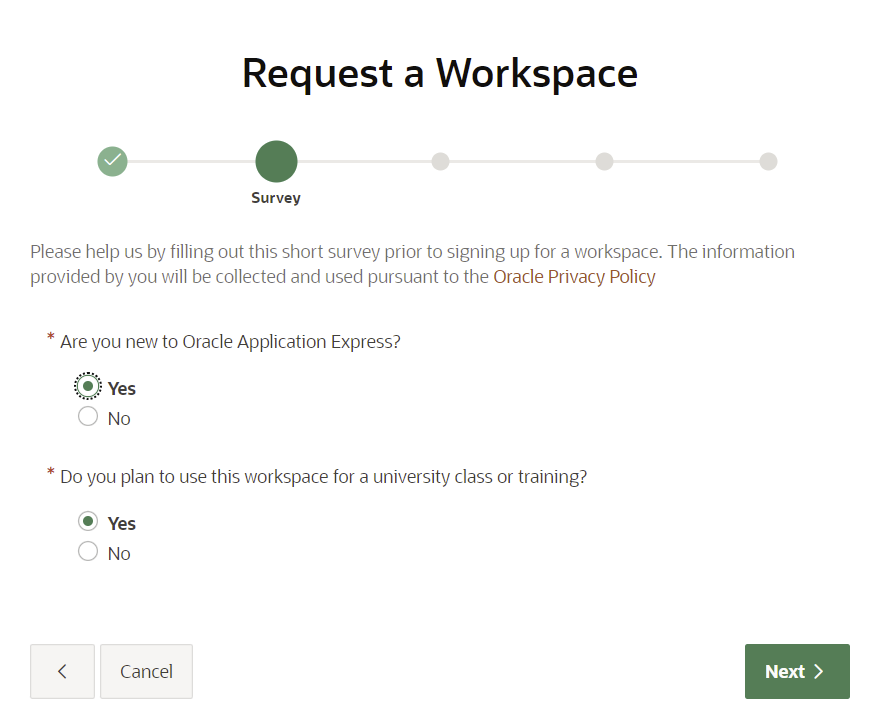 Request a Workspace
Survey
Please help us by filling out this short survey prior to signing up for a workspace. The information
provided by you will be collected and used pursuant to the Oracle Privacy Policy
* Are you new to Oracle Application Express?
Yes
No
* Do you plan to use this workspace for a university class or training?
Yes
No
Cancel
Next